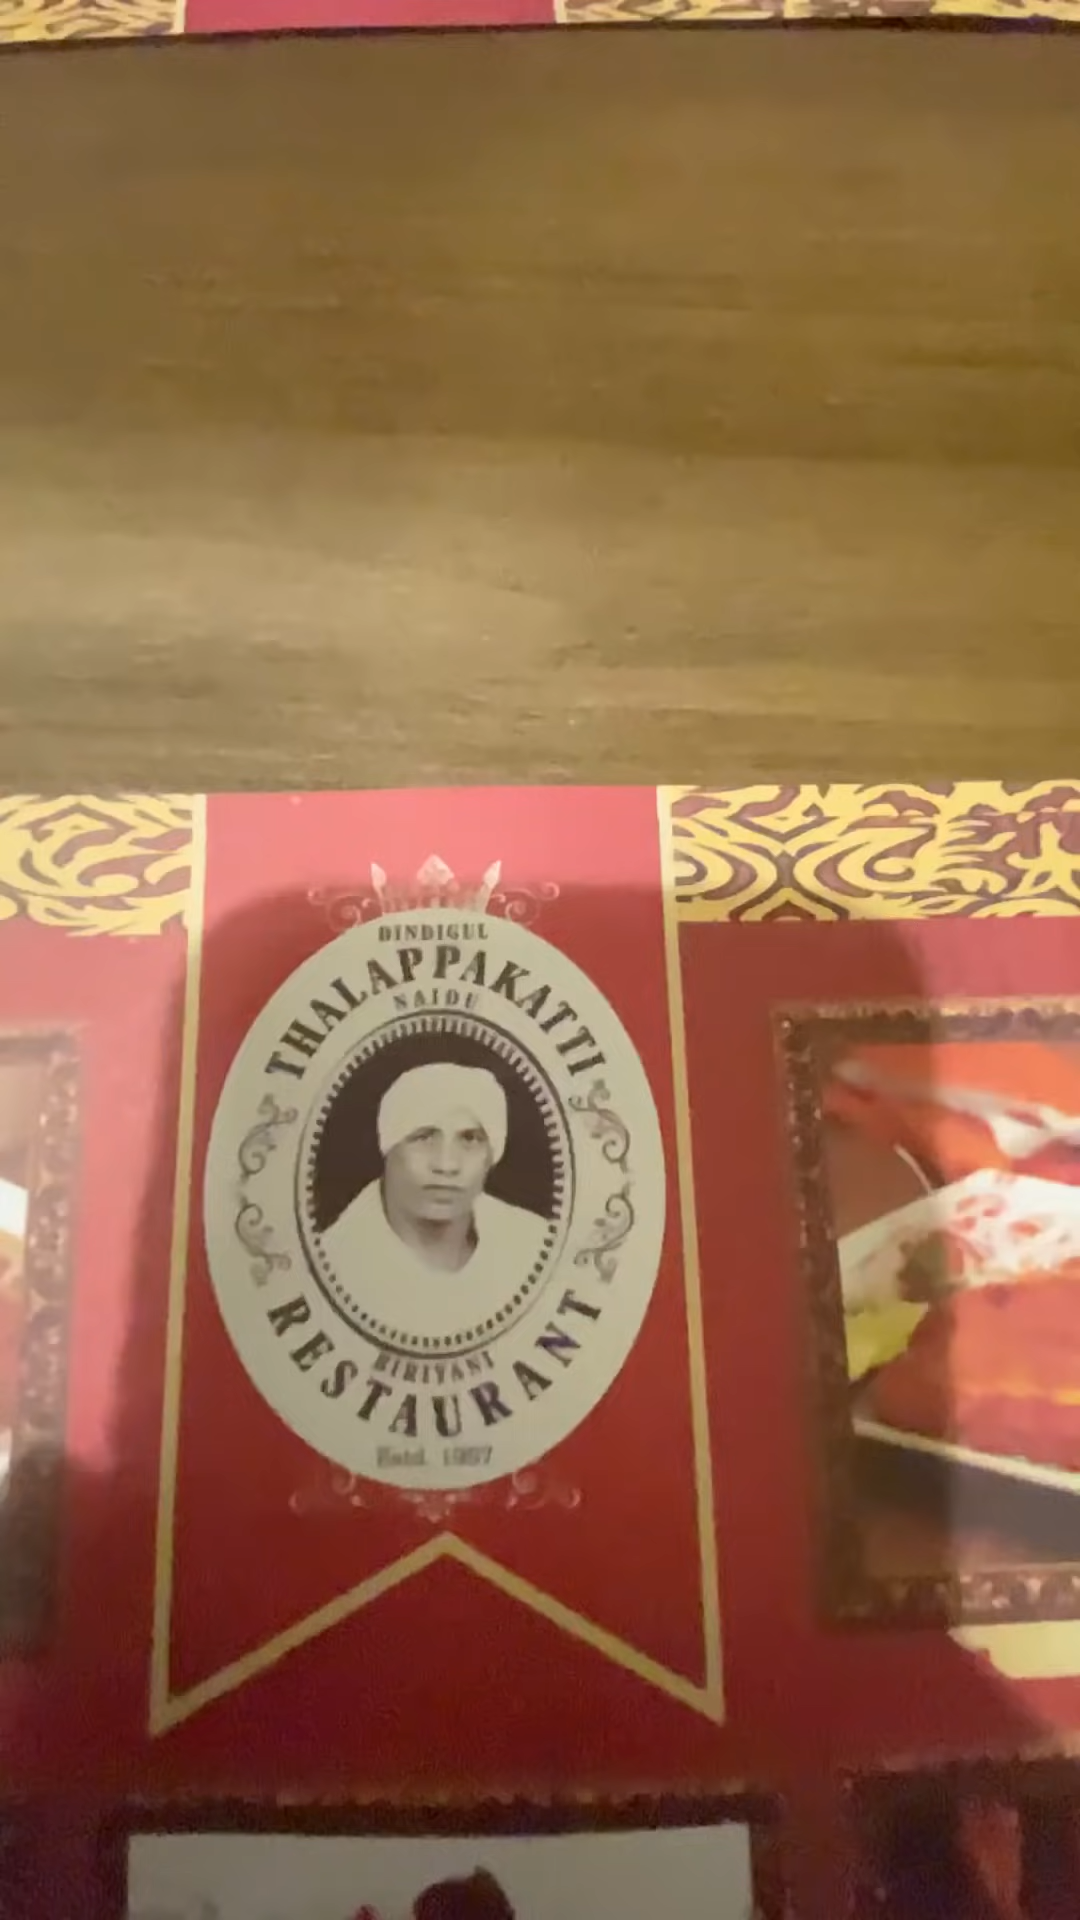 DINDIGUL
THALAPPAKATTI
NAIDU
BIRIYANI
RESTAURANT
Estd. 1957